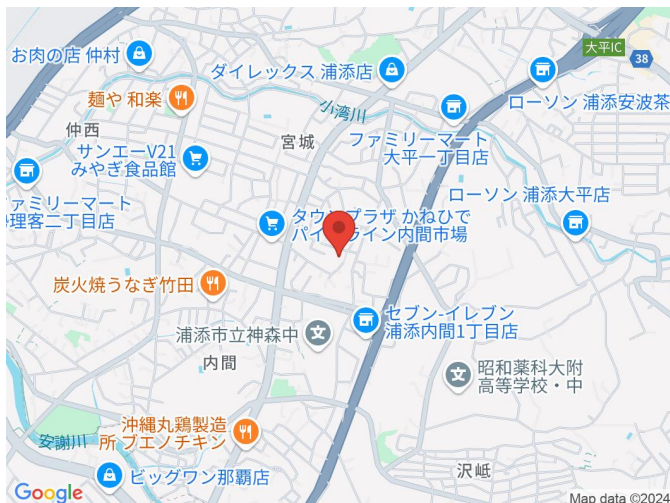 お肉の店 仲村
ダイレックス 浦添店
大平IC
38
麺や 和楽
小湾川
ローソン 浦添安波茶
仲西
宮城
ファミリーマート
大平一丁目店
サンエーV21
みやぎ食品館
ファミリーマート
理客二丁目店
タウンプラザ かねひで
パイプライン内間市場
ローソン 浦添大平店
炭火焼うなぎ竹田
セブン-イレブン
浦添内間1丁目店
浦添市立神森中
内間
昭和薬科大附
高等学校・中
沖縄丸鶏製造
所 ブエノチキン
安謝川
ビッグワン那覇店
沢岻
Google
Map data ©2024